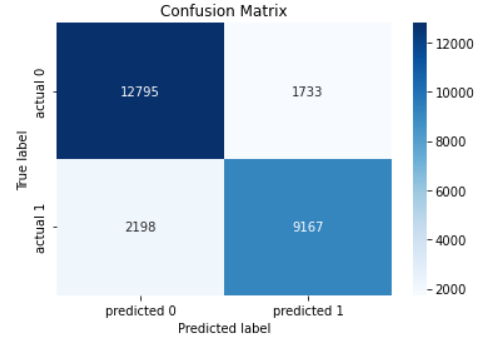 Confusion Matrix
actual 0
12795
1733
12000
10000
8000
6000
4000
2000
True label
actual 1
2198
9167
predicted 0
predicted 1
Predicted label